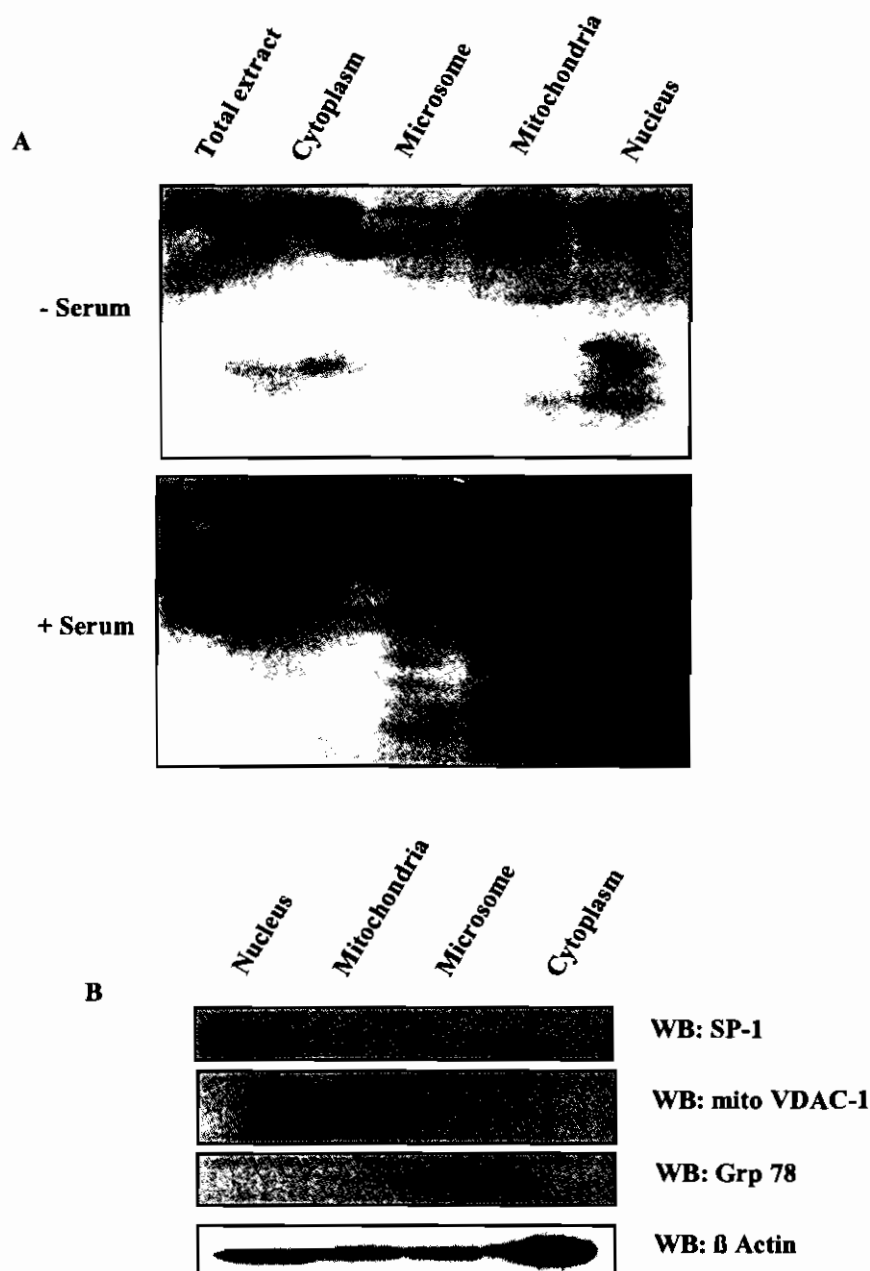 A
Total extract
Cytoplasm
Microsome
Mitochondria
Nucieus
- Serum
+ Serum
B
Nucleus
Mitochondria
Microsome
Cytoplasm
WB: SP-1
WB: mito VDAC-1
WB: Grp 78
WB: ß Actin